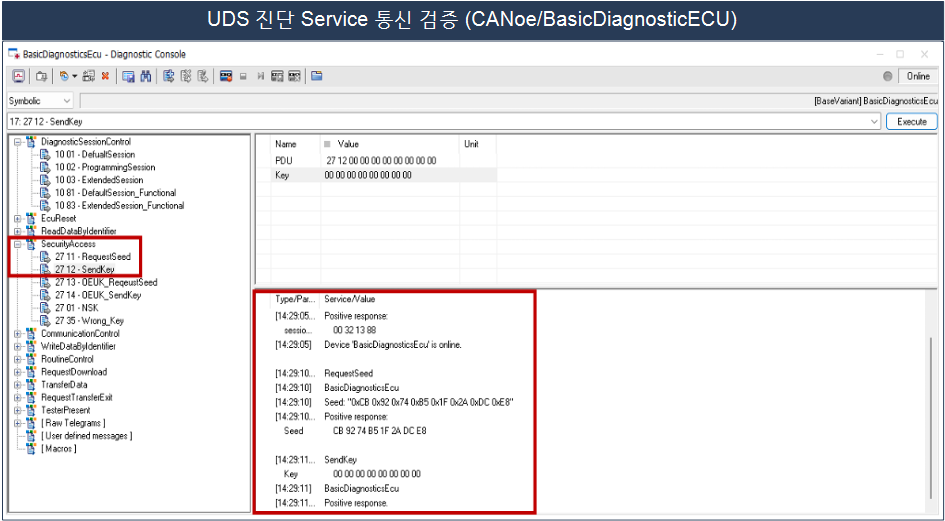 UDS 진단 Service 통신 검증 (CANoe/BasicDiagnosticECU)
BasicDiagnosticsEcu - Diagnostic Console
Online
Symbolic
[BaseVariant] BasicDiagnosticsEcu
17: 27 12 - SendKey
Execute
DiagnosticSessionControl
10 01 - DefualtSession
10 02 - ProgrammingSession
10 03 - ExtendedSession
10 81 - DefaultSession_Functional
10 83 - ExtendedSession_Functional
EcuReset
ReadDataByIdentifier
SecurityAccess
27 11 - RequestSeed
27 12 - SendKey
27 13 - OEUK_ReqeustSeed
27 14 - OEUK_SendKey
27 01 - NSK
27 35 - Wrong_Key
CommunicationControl
WriteDataByIdentifier
RoutineControl
RequestDownload
TransferData
RequestTransferExit
TesterPresent
[ Raw Telegrams ]
[ User defined messages ]
[ Macros ]
Name Value Unit
PDU 27 12 00 00 00 00 00 00 00 00
Key 00 00 00 00 00 00 00 00
Type/Par... Service/Value
[14:29:05... Positive response:
sessio... 00 32 13 88
[14:29:05] Device 'BasicDiagnosticsEcu' is online.
[14:29:10... RequestSeed
[14:29:10] BasicDiagnosticsEcu
[14:29:10] Seed: "0xCB 0x92 0x74 0xB5 0x1F 0x2A 0xDC 0xE8"
[14:29:10... Positive response:
Seed CB 92 74 B5 1F 2A DC E8
[14:29:11... SendKey
Key 00 00 00 00 00 00 00 00
[14:29:11] BasicDiagnosticsEcu
[14:29:11... Positive response.